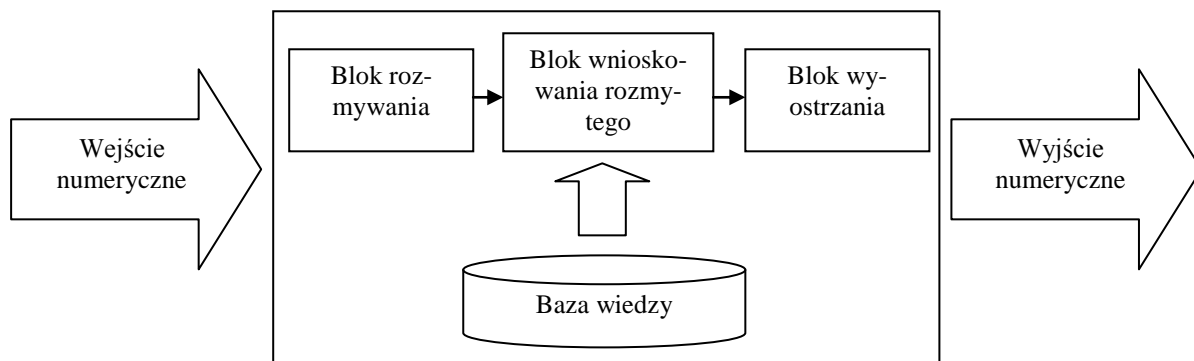 Wejście
numeryczne
Blok roz-
mywania
Blok wniosko-
wania rozmy-
tego
Blok wy-
ostrzania
Baza wiedzy
Wyjście
numeryczne